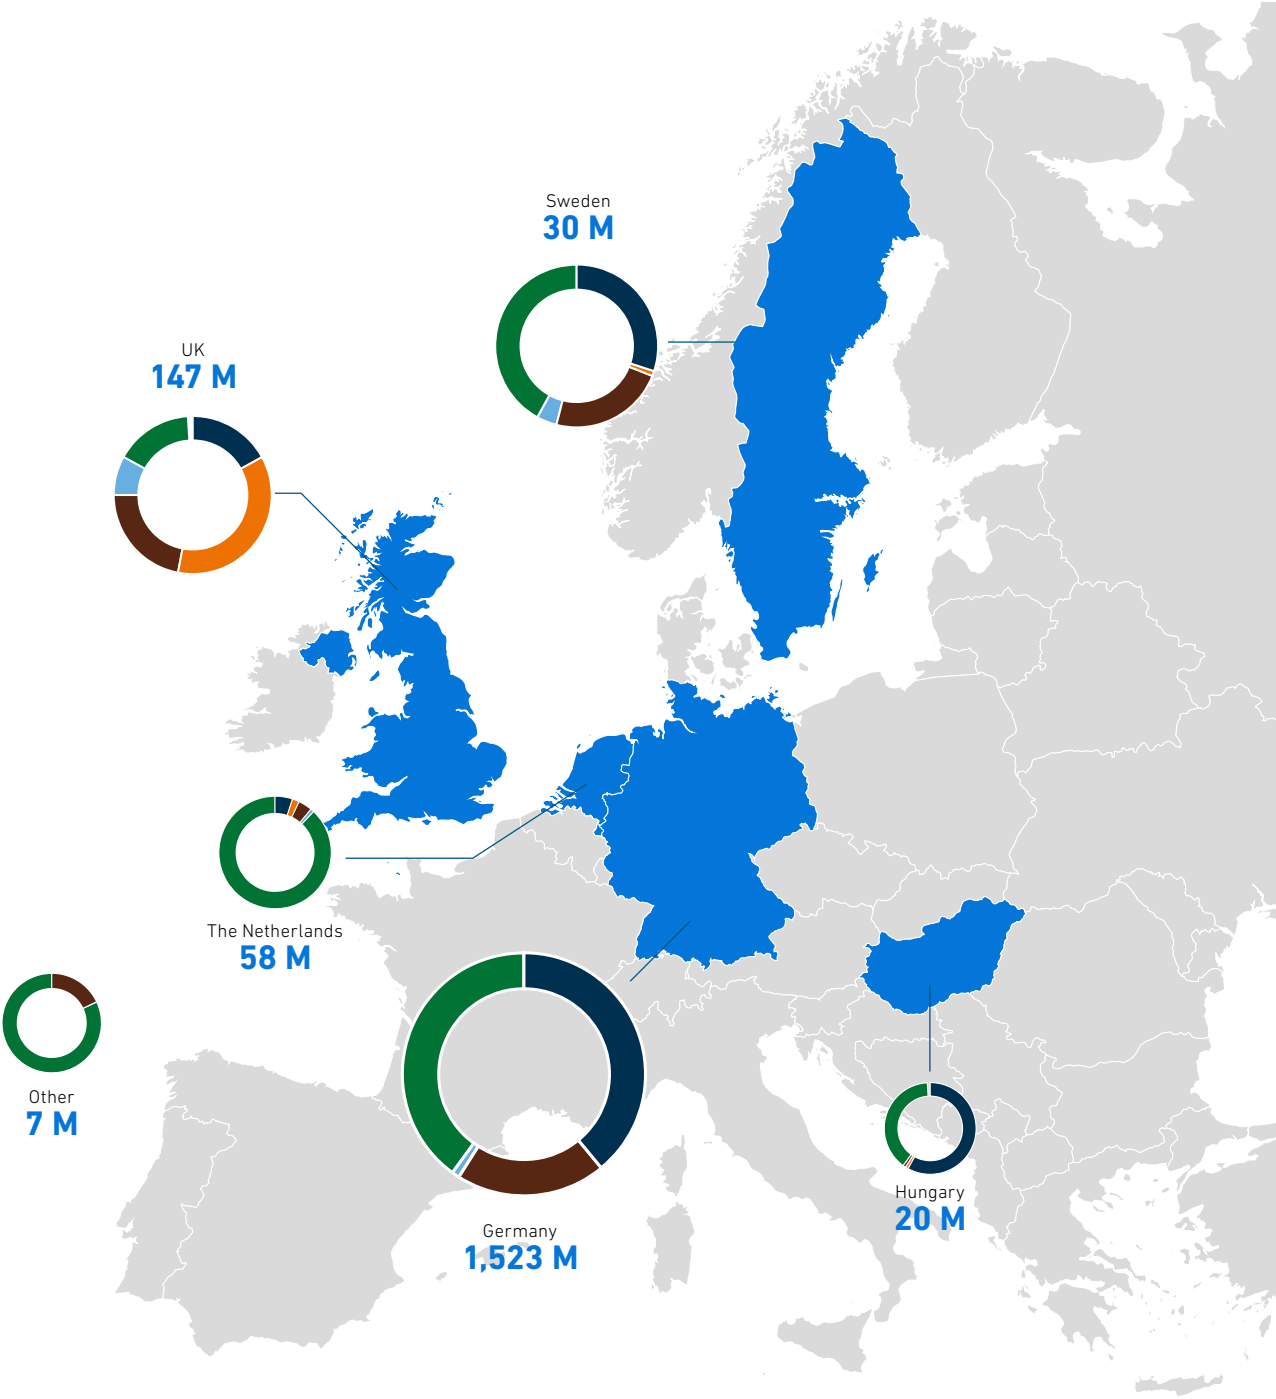 Sweden
30 M
UK
147 M
The Netherlands
58 M
Other
7 M
Germany
1,523 M
Hungary
20 M